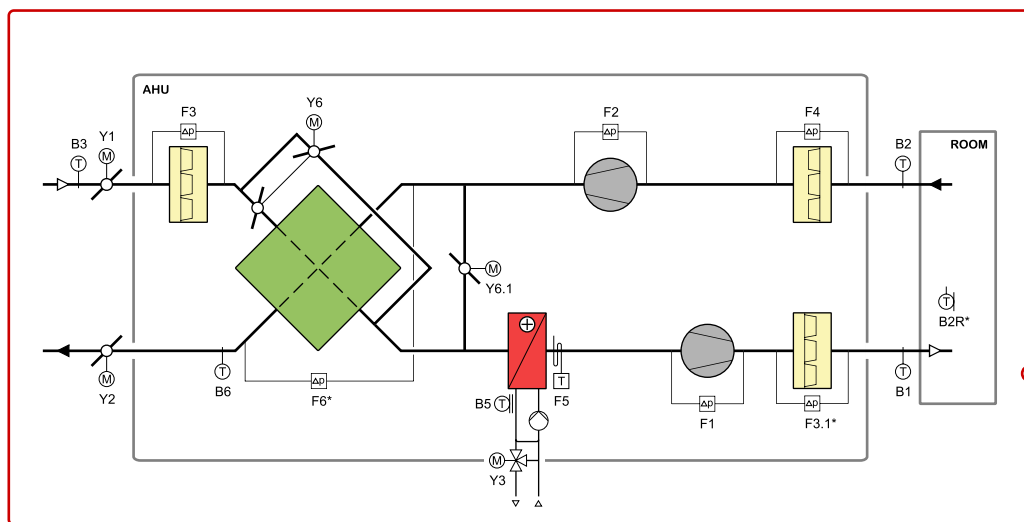 AHU
ROOM
F3
Δp
Y6
M
F2
Δp
F4
Δp
B3
T
Y1
M
B2
T
M
Y6.1
T
B2R*
M
Y2
T
B6
Δp
F6*
B5 T
T
F5
Δp
F1
Δp
F3.1*
T
B1
M
Y3